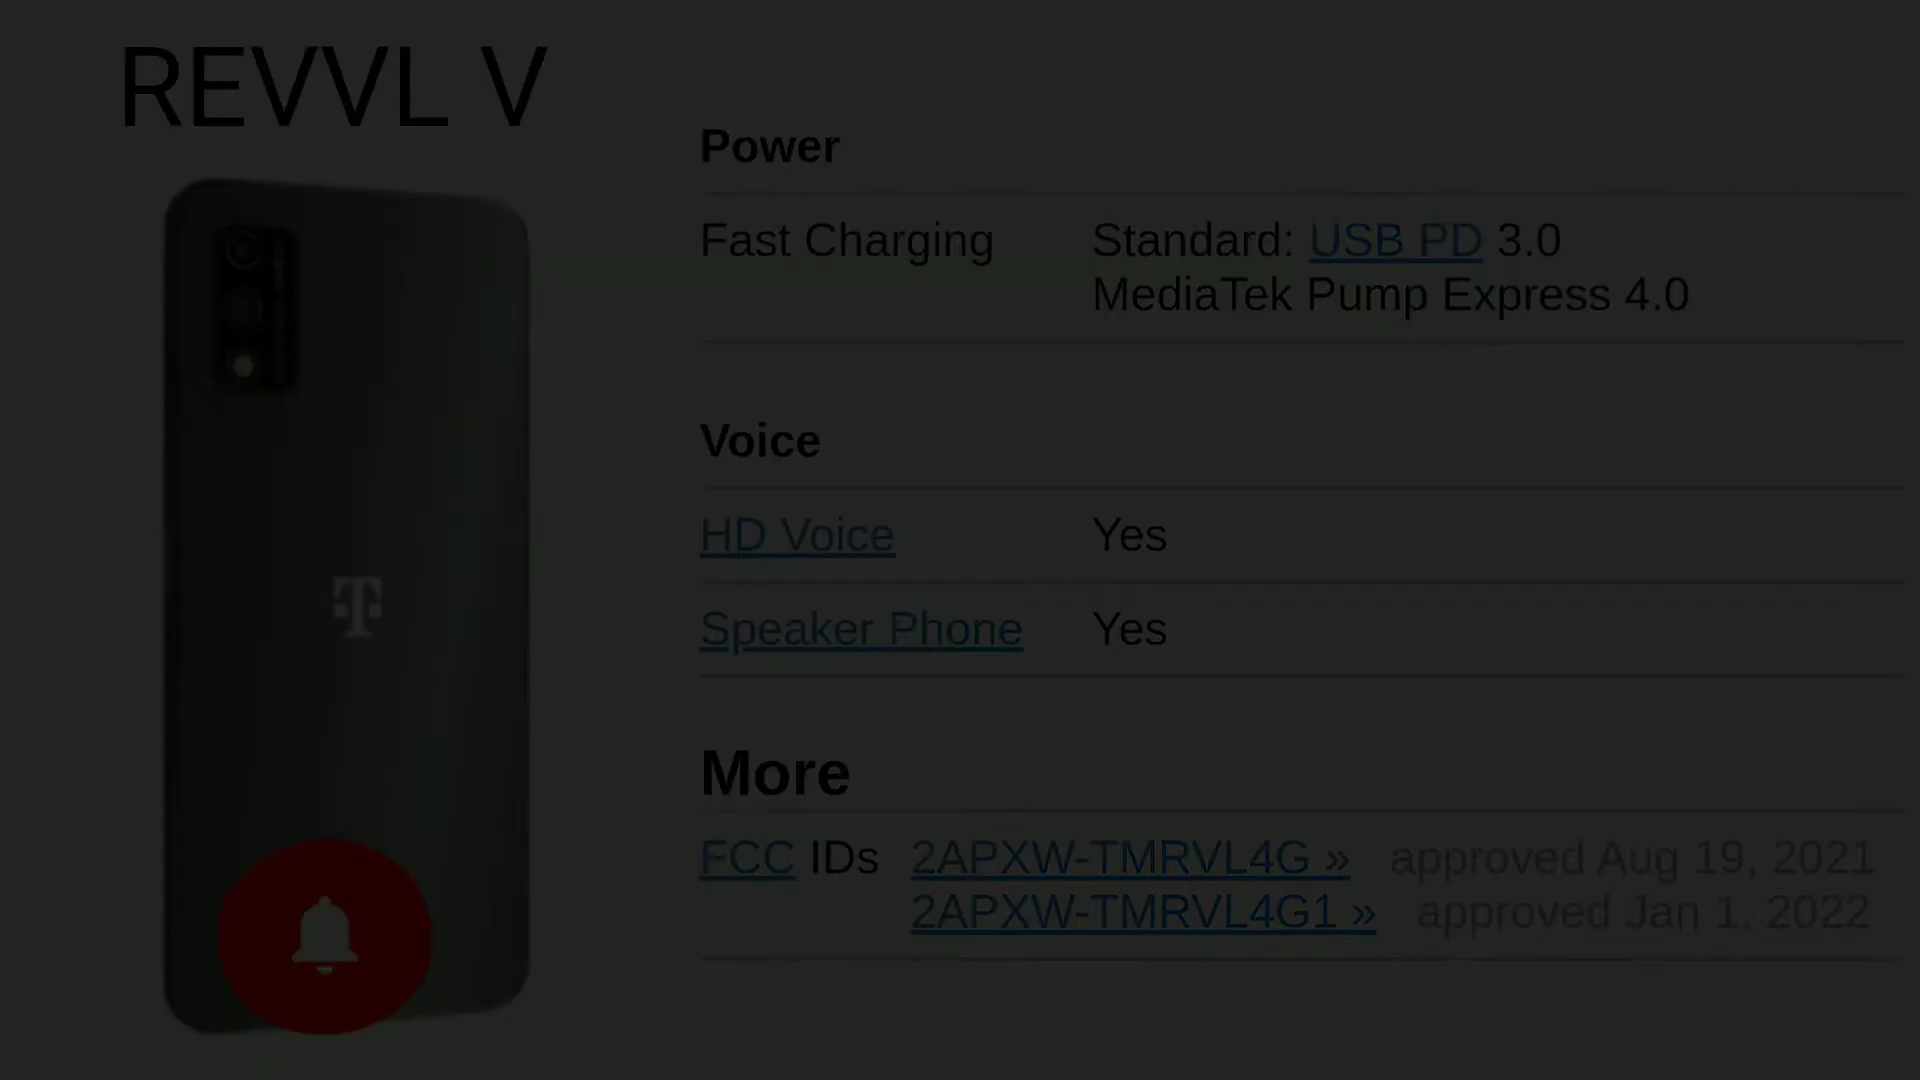 REVVL V
Power
Fast Charging Standard: USB PD 3.0
MediaTek Pump Express 4.0
Voice
HD Voice Yes
Speaker Phone Yes
More
FCC IDs 2APXW-TMRVL4G » approved Aug 19, 2021
2APXW-TMRVL4G1 » approved Jan 1, 2022
T